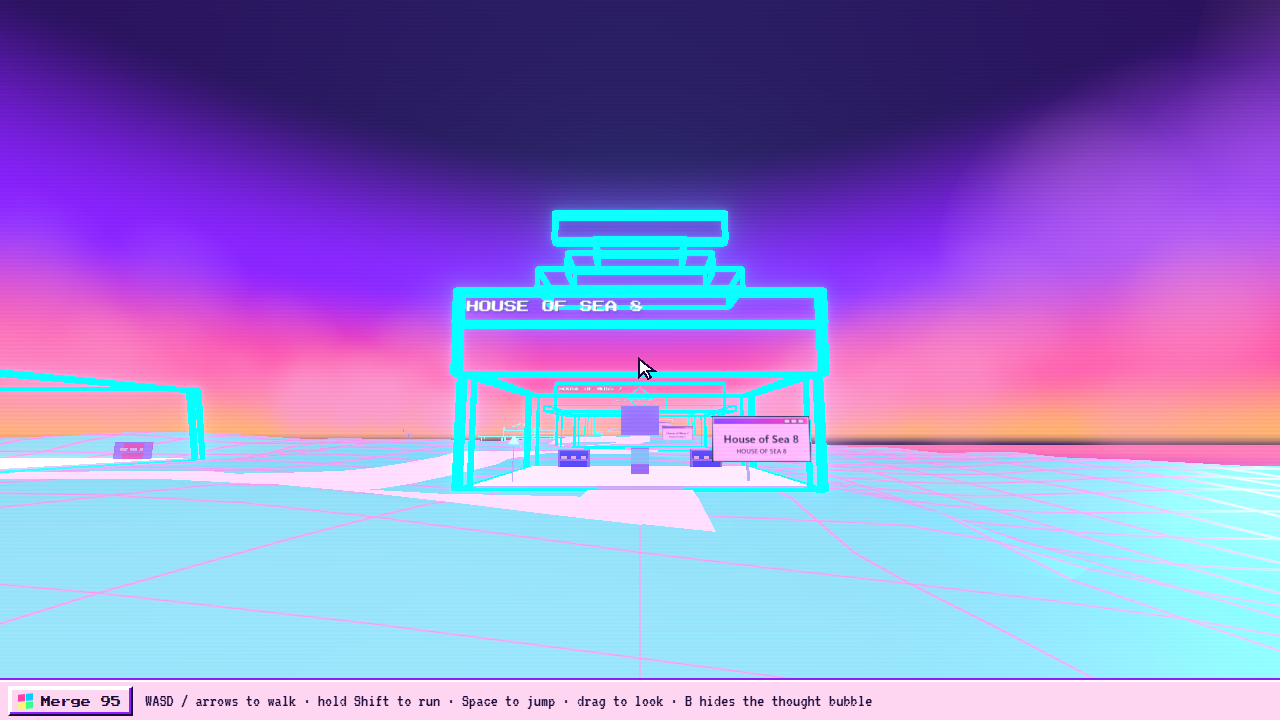 HOUSE OF SEA 8
House of Sea 8
HOUSE OF SEA 8
Merge 95
WASD / arrows to walk · hold Shift to run · Space to jump · drag to look · B hides the thought bubble